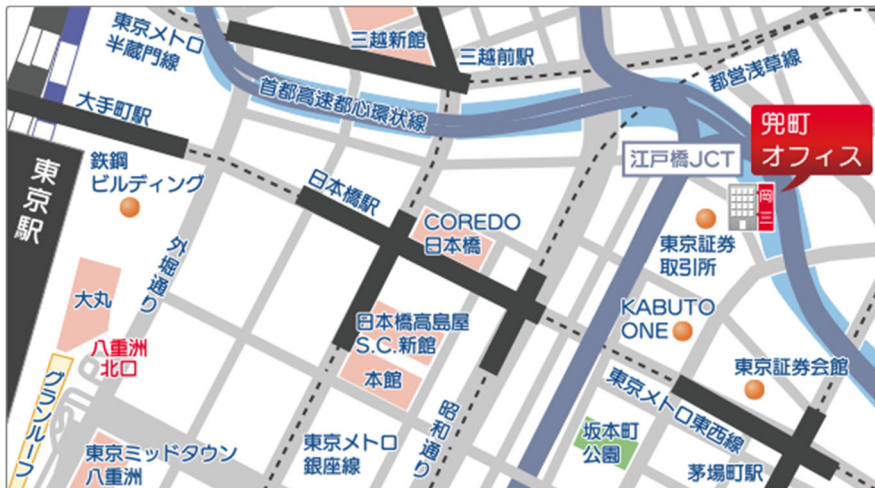 東京メトロ
半蔵門線
三越新館
三越前駅
都営浅草線
大手町駅
首都高速都心環状線
兜町
オフィス
江戸橋JCT
岡三
東京駅
鉄鋼
ビルディング
日本橋駅
COREDO
日本橋
東京証券
取引所
外堀通り
大丸
日本橋高島屋
S.C.新館
本館
KABUTO
ONE
八重洲
北口
グランルーフ
東京証券会館
東京メトロ東西線
昭和通り
坂本町
公園
東京ミッドタウン
八重洲
東京メトロ
銀座線
茅場町駅